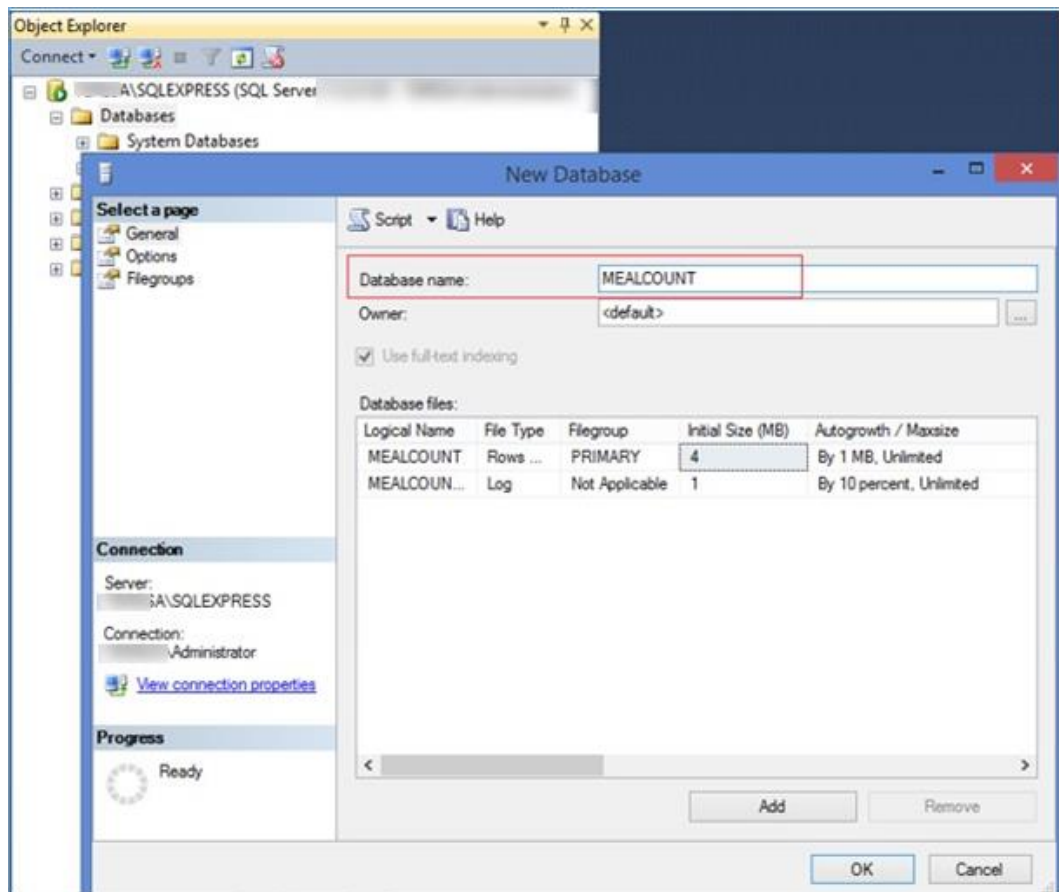 Object Explorer
Connect
A\SQLEXPRESS (SQL Server
Databases
System Databases
New Database
Select a page
General
Options
Filegroups
Script Help
Database name: MEALCOUNT
Owner: <default>
...
Use full-text indexing
Database files:
Logical Name File Type Filegroup Initial Size (MB) Autogrowth / Maxsize
MEALCOUNT Rows ... PRIMARY 4 By 1 MB, Unlimited
MEALCOUN... Log Not Applicable 1 By 10 percent, Unlimited
Connection
Server:
SA\SQLEXPRESS
Connection:
\Administrator
View connection properties
Progress
Ready
Add Remove
OK Cancel